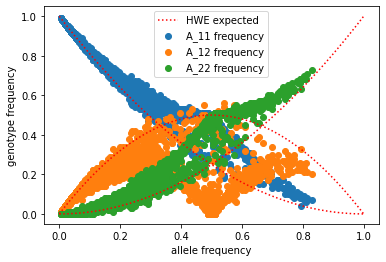 HWE expected
A_11 frequency
A_12 frequency
A_22 frequency
genotype frequency
1.0
0.8
0.6
0.4
0.2
0.0
0.0 0.2 0.4 0.6 0.8 1.0
allele frequency